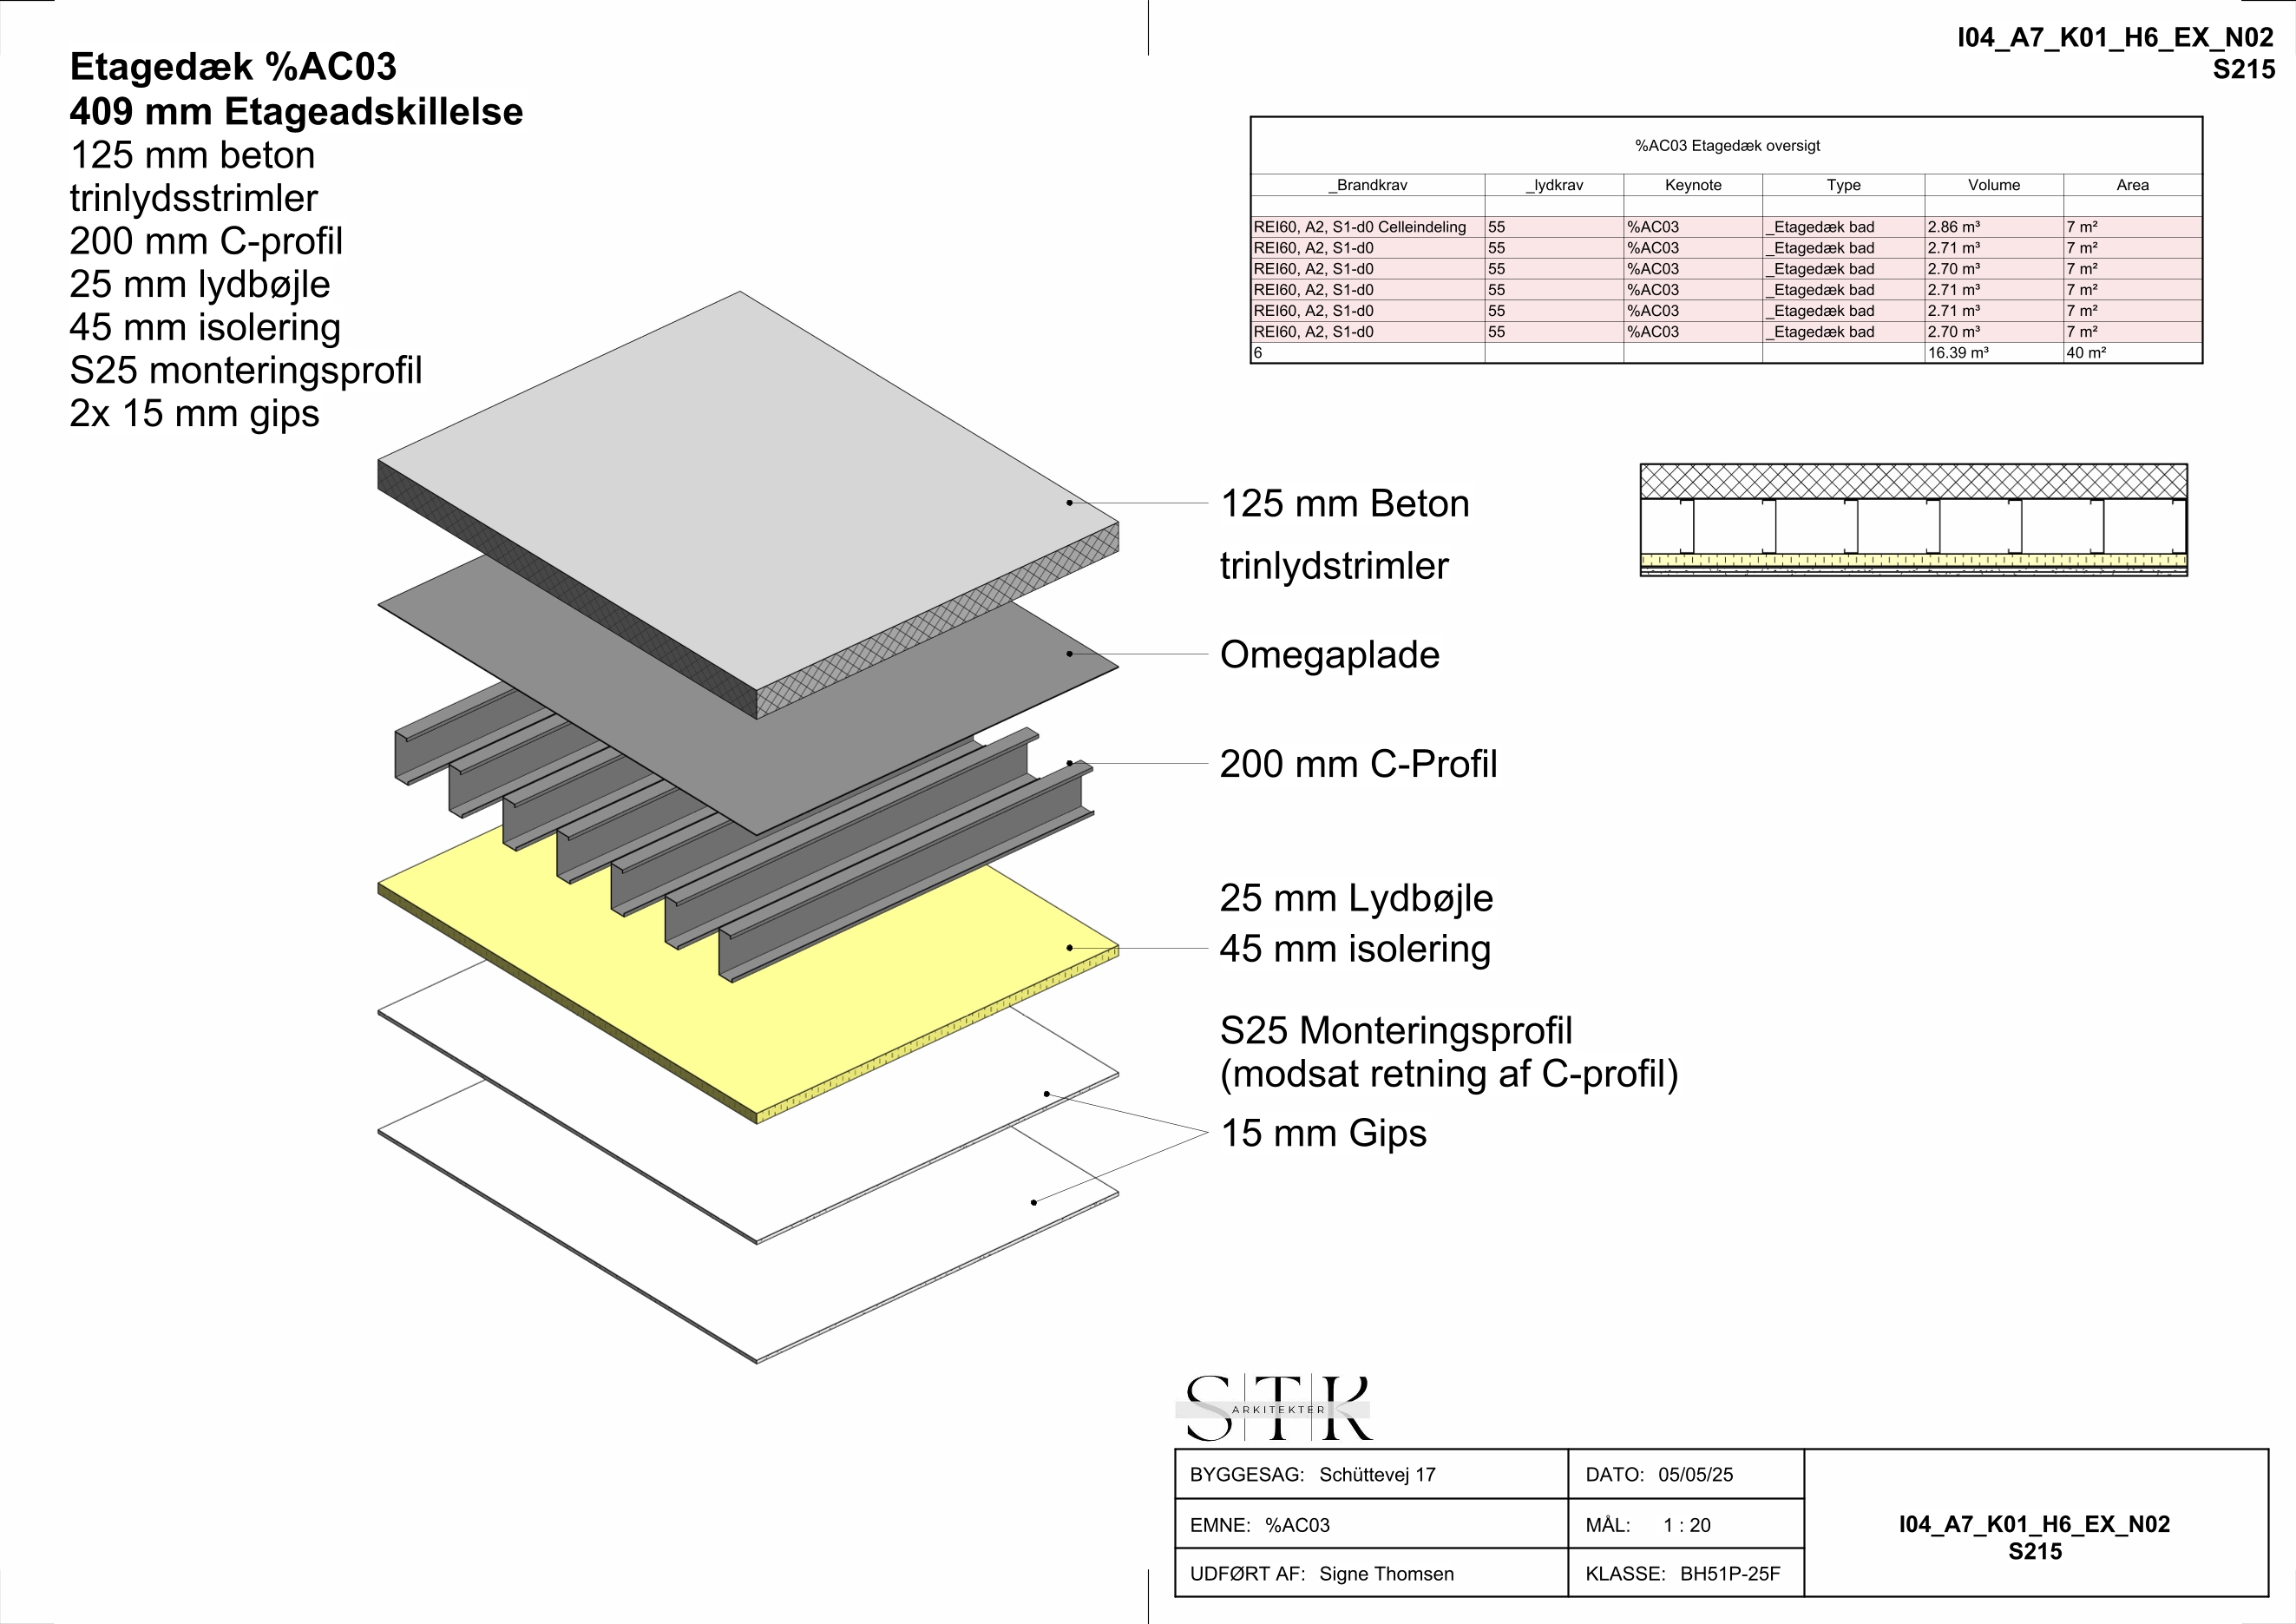 Etagedæk %AC03
409 mm Etageadskillelse
125 mm beton
trinlydsstrimler
200 mm C-profil
25 mm lydbøjle
45 mm isolering
S25 monteringsprofil
2x 15 mm gips
I04_A7_K01_H6_EX_N02
S215
%AC03 Etagedæk oversigt
_Brandkrav _lydkrav Keynote Type Volume Area
REI60, A2, S1-d0 Celleindeling 55 %AC03 _Etagedæk bad 2.86 m³ 7 m²
REI60, A2, S1-d0 55 %AC03 _Etagedæk bad 2.71 m³ 7 m²
REI60, A2, S1-d0 55 %AC03 _Etagedæk bad 2.70 m³ 7 m²
REI60, A2, S1-d0 55 %AC03 _Etagedæk bad 2.71 m³ 7 m²
REI60, A2, S1-d0 55 %AC03 _Etagedæk bad 2.71 m³ 7 m²
REI60, A2, S1-d0 55 %AC03 _Etagedæk bad 2.70 m³ 7 m²
6 16.39 m³ 40 m²
125 mm Beton
trinlydstrimler
Omegaplade
200 mm C-Profil
25 mm Lydbøjle
45 mm isolering
S25 Monteringsprofil
(modsat retning af C-profil)
15 mm Gips
STK
ARKITEKTER
BYGGESAG: Schüttevej 17 DATO: 05/05/25
EMNE: %AC03 MÅL: 1 : 20
UDFØRT AF: Signe Thomsen KLASSE: BH51P-25F
I04_A7_K01_H6_EX_N02
S215